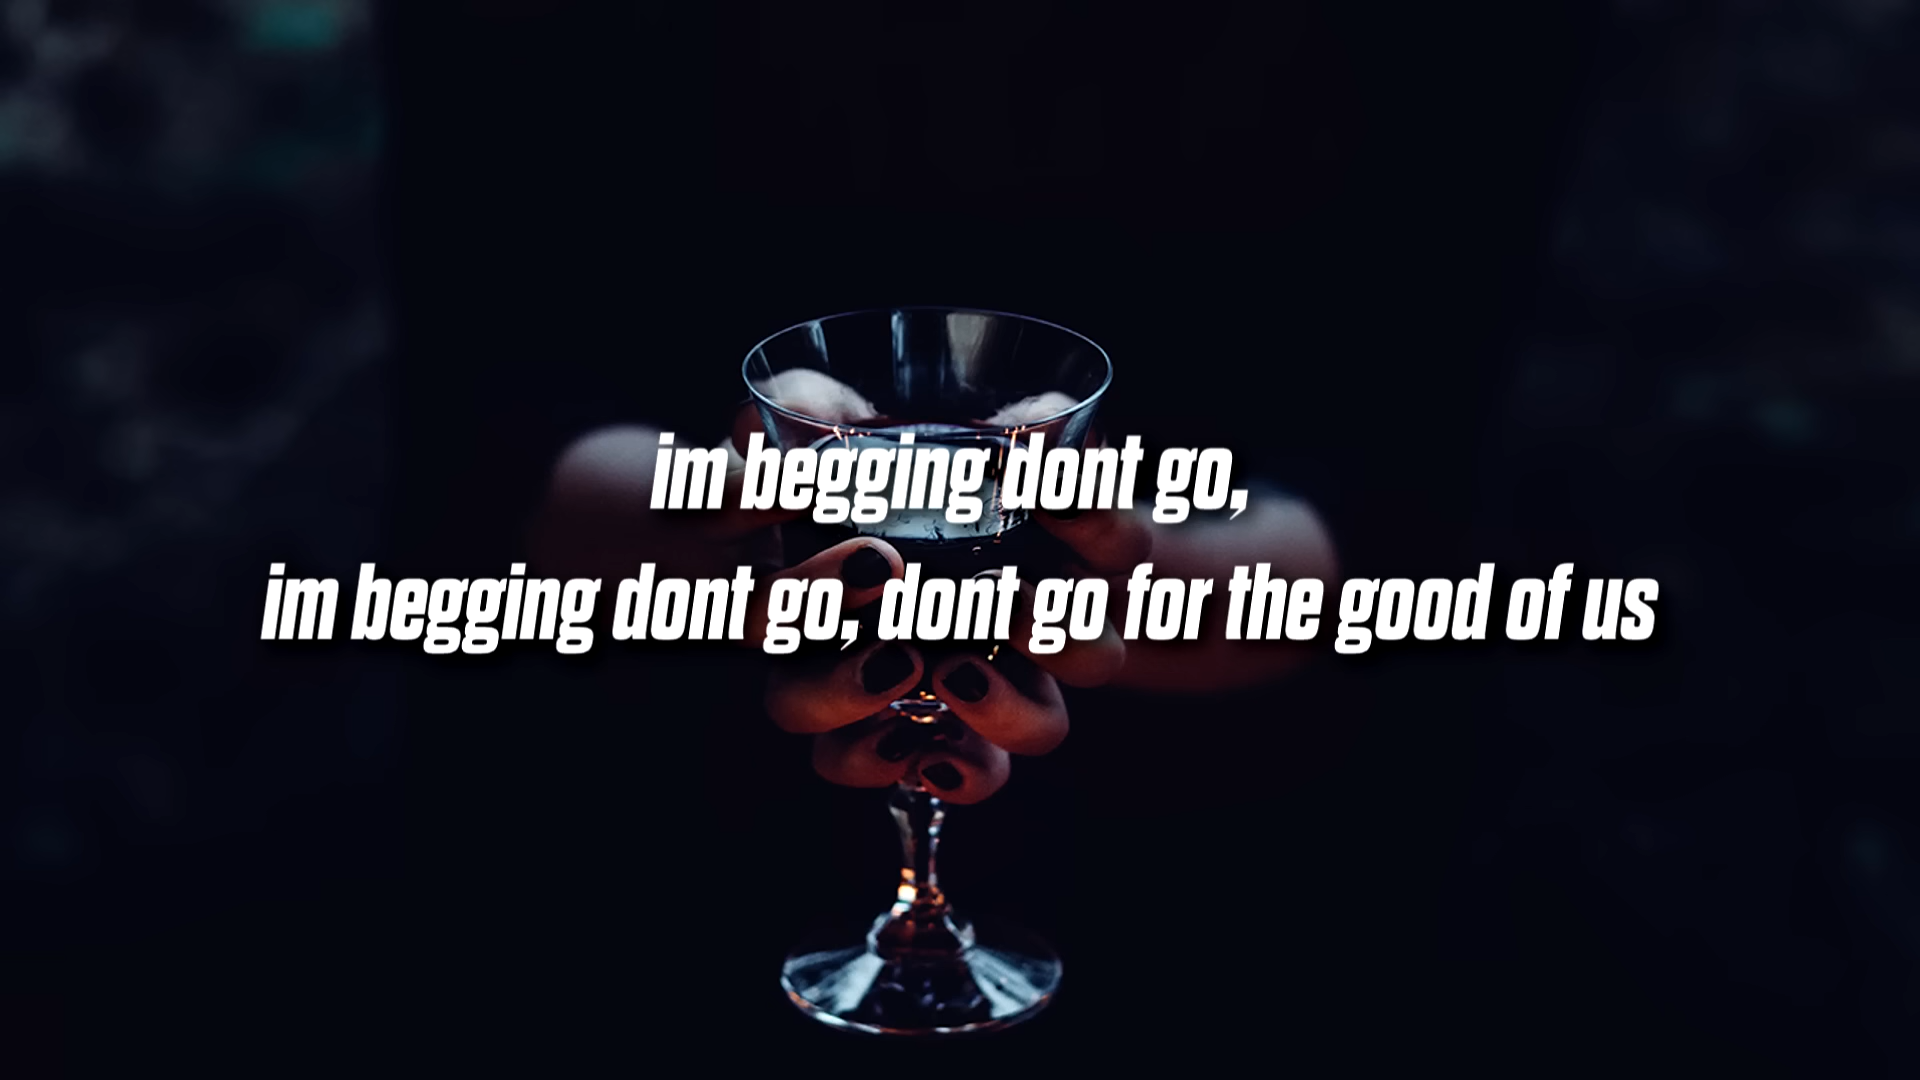 im begging dont go,
im begging dont go, dont go for the good of us